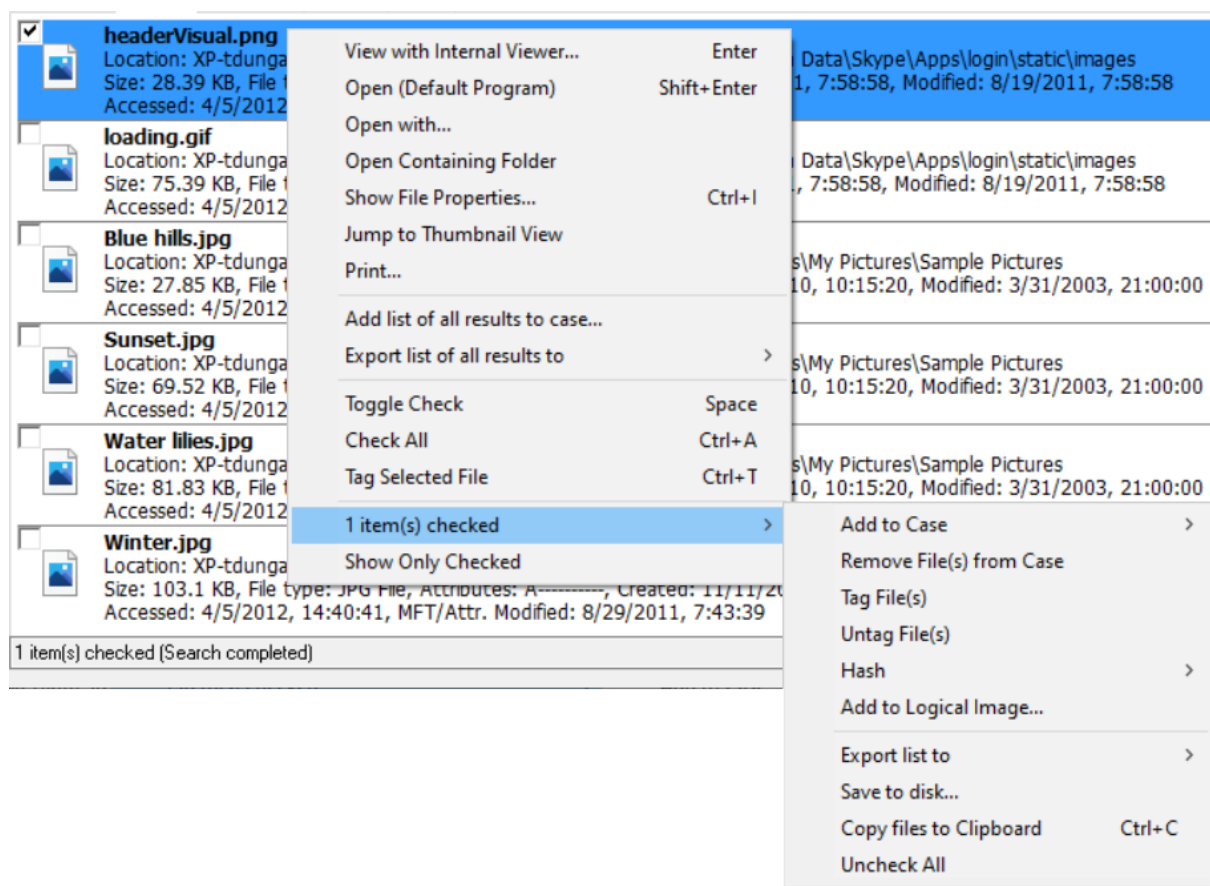 headerVisual.png
Location: XP-tdunga
Data\Skype\Apps\login\static\images
Size: 28.39 KB, File
1, 7:58:58, Modified: 8/19/2011, 7:58:58
Accessed: 4/5/2012
loading.gif
Location: XP-tdunga
Data\Skype\Apps\login\static\images
Size: 75.39 KB, File
, 7:58:58, Modified: 8/19/2011, 7:58:58
Accessed: 4/5/2012
Blue hills.jpg
Location: XP-tdunga
s\My Pictures\Sample Pictures
Size: 27.85 KB, File
10, 10:15:20, Modified: 3/31/2003, 21:00:00
Accessed: 4/5/2012
Sunset.jpg
Location: XP-tdunga
s\My Pictures\Sample Pictures
Size: 69.52 KB, File
10, 10:15:20, Modified: 3/31/2003, 21:00:00
Accessed: 4/5/2012
Water lilies.jpg
Location: XP-tdunga
s\My Pictures\Sample Pictures
Size: 81.83 KB, File
10, 10:15:20, Modified: 3/31/2003, 21:00:00
Accessed: 4/5/2012
Winter.jpg
Location: XP-tdunga
Size: 103.1 KB, File type: JPG File, Attributes: A----------, Created: 11/11/20
Accessed: 4/5/2012, 14:40:41, MFT/Attr. Modified: 8/29/2011, 7:43:39
1 item(s) checked (Search completed)
View with Internal Viewer... Enter
Open (Default Program) Shift+Enter
Open with...
Open Containing Folder
Show File Properties... Ctrl+I
Jump to Thumbnail View
Print...
Add list of all results to case...
Export list of all results to >
Toggle Check Space
Check All Ctrl+A
Tag Selected File Ctrl+T
1 item(s) checked >
Show Only Checked
Add to Case >
Remove File(s) from Case
Tag File(s)
Untag File(s)
Hash >
Add to Logical Image...
Export list to >
Save to disk...
Copy files to Clipboard Ctrl+C
Uncheck All